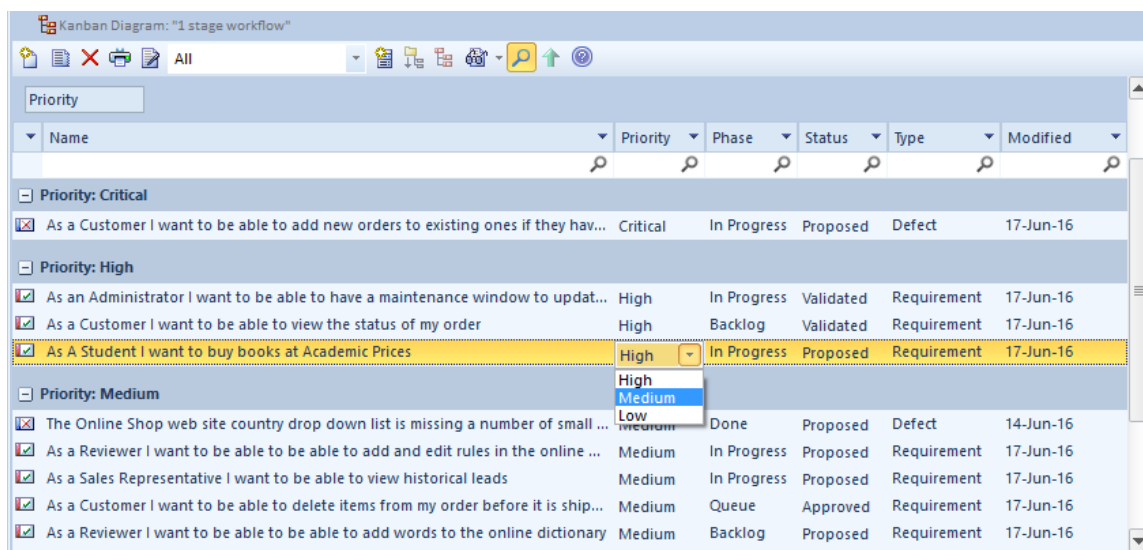 Kanban Diagram: "1 stage workflow"
All
Priority
Name Priority Phase Status Type Modified
Priority: Critical
As a Customer I want to be able to add new orders to existing ones if they hav... Critical In Progress Proposed Defect 17-Jun-16
Priority: High
As an Administrator I want to be able to have a maintenance window to updat... High In Progress Validated Requirement 17-Jun-16
As a Customer I want to be able to view the status of my order High Backlog Validated Requirement 17-Jun-16
As A Student I want to buy books at Academic Prices High In Progress Proposed Requirement 17-Jun-16
High
Priority: Medium
Medium
Low
The Online Shop web site country drop down list is missing a number of small ... Medium Done Proposed Defect 14-Jun-16
As a Reviewer I want to be able to be able to add and edit rules in the online ... Medium In Progress Proposed Requirement 17-Jun-16
As a Sales Representative I want to be able to view historical leads Medium In Progress Proposed Requirement 17-Jun-16
As a Customer I want to be able to delete items from my order before it is ship... Medium Queue Approved Requirement 17-Jun-16
As a Reviewer I want to be able to be able to add words to the online dictionary Medium Backlog Proposed Requirement 17-Jun-16